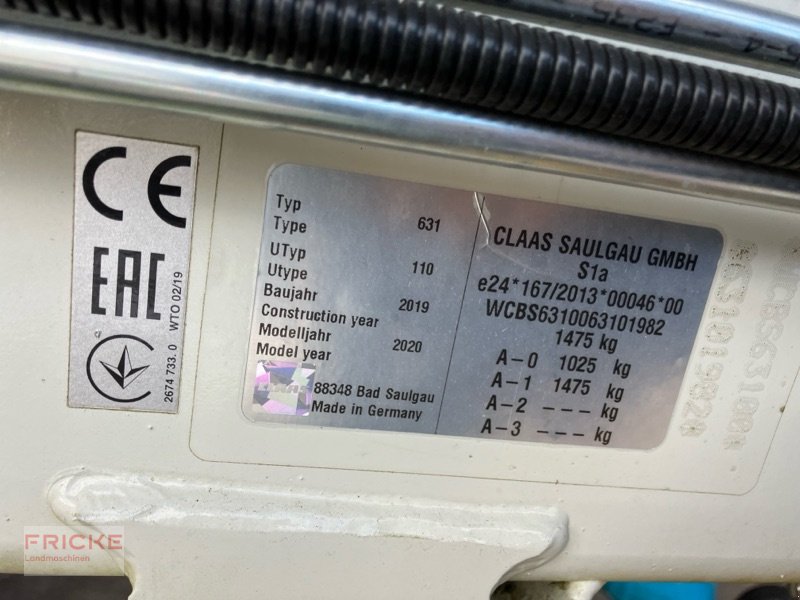 CE
EAC
2674 733. 0 WTO 02/19
Typ
Type 631
UTyp
Utype 110
Baujahr
Construction year 2019
Modelljahr
Model year 2020
88348 Bad Saulgau
Made in Germany
CLAAS SAULGAU GMBH
S1a
e24*167/2013*00046*00
WCBS6310063101982
1475 kg
A-0 1025 kg
A-1 1475 kg
A-2 --- kg
A-3 --- kg
FRICKE
Landmaschinen